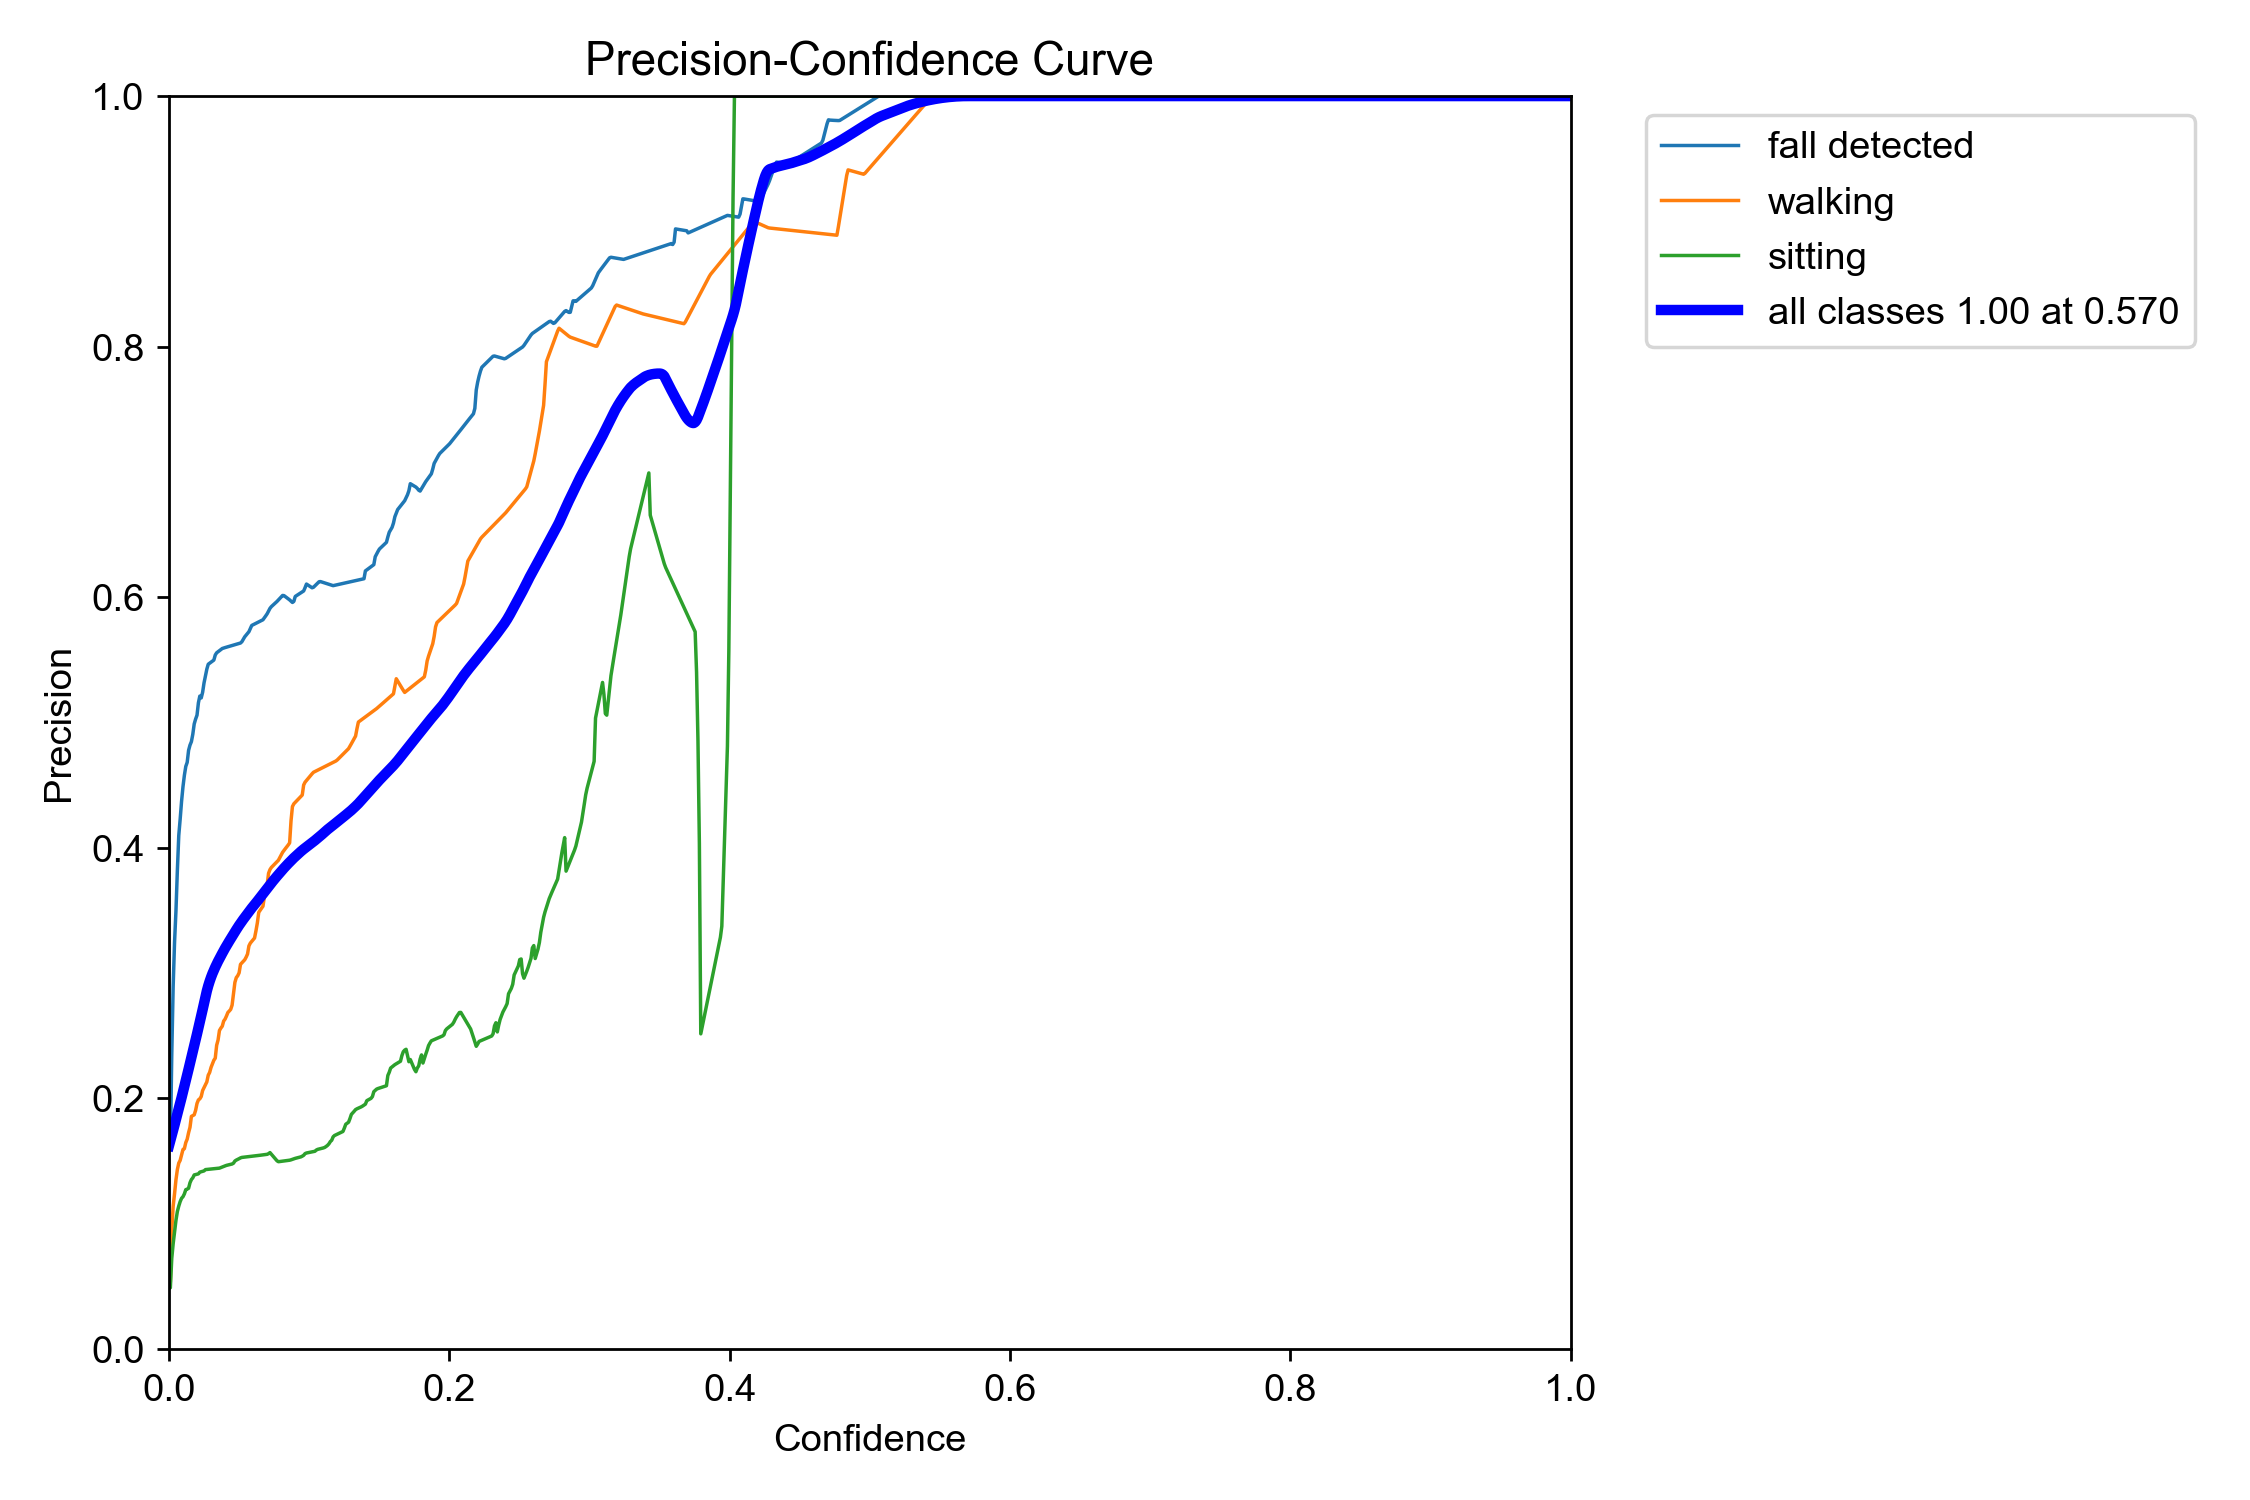 Precision-Confidence Curve
1.0
0.8
0.6
0.4
0.2
0.0
Precision
0.0 0.2 0.4 0.6 0.8 1.0
Confidence
fall detected
walking
sitting
all classes 1.00 at 0.570